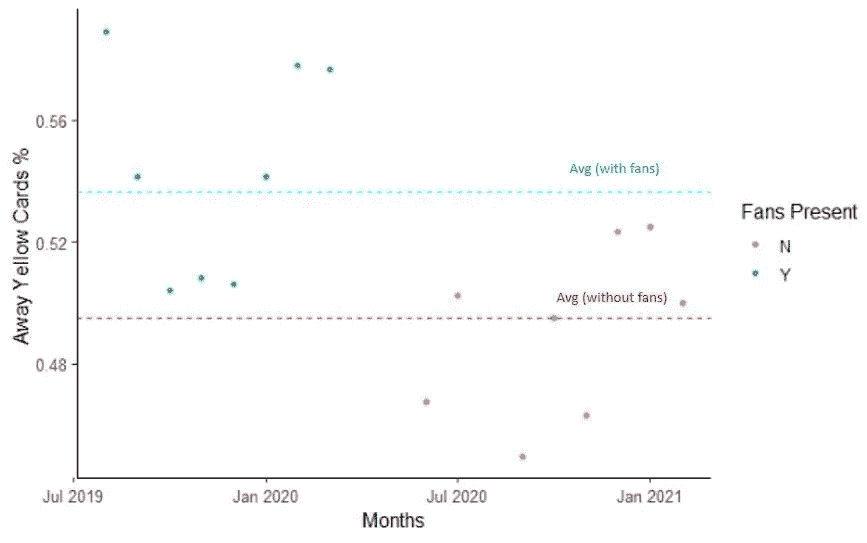 Away Yellow Cards %
0.56
0.52
0.48
Avg (with fans)
Avg (without fans)
Jul 2019
Jan 2020
Jul 2020
Jan 2021
Months
Fans Present
N
Y